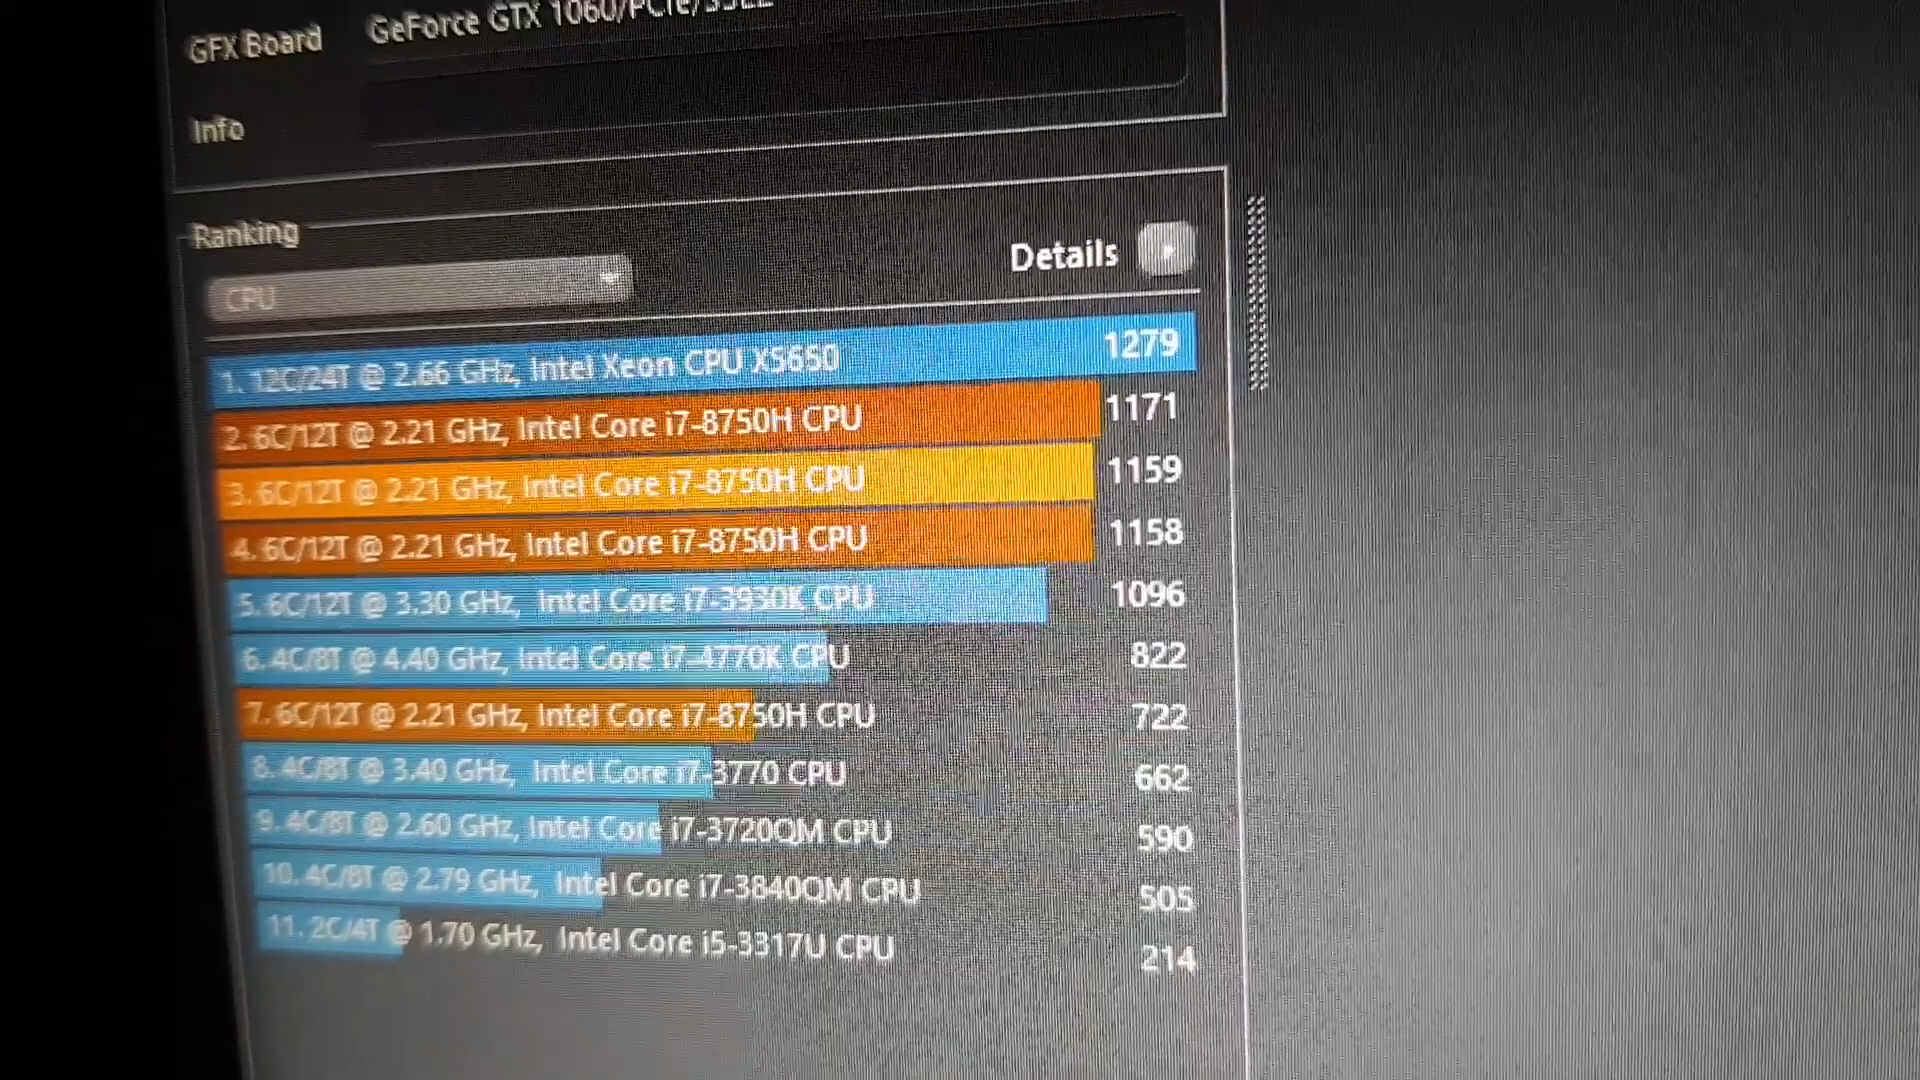 GFX Board GeForce GTX 1060/PCIe/SSE2
Info
Ranking
CPU
Details
1. 12C/24T @ 2.66 GHz, Intel Xeon CPU X5650 1279
2. 6C/12T @ 2.21 GHz, Intel Core i7-8750H CPU 1171
3. 6C/12T @ 2.21 GHz, Intel Core i7-8750H CPU 1159
4. 6C/12T @ 2.21 GHz, Intel Core i7-8750H CPU 1158
5. 6C/12T @ 3.30 GHz, Intel Core i7-3930K CPU 1096
6. 4C/8T @ 4.40 GHz, Intel Core i7-4770K CPU 822
7. 6C/12T @ 2.21 GHz, Intel Core i7-8750H CPU 722
8. 4C/8T @ 3.40 GHz, Intel Core i7-3770 CPU 662
9. 4C/8T @ 2.60 GHz, Intel Core i7-3720QM CPU 590
10. 4C/8T @ 2.79 GHz, Intel Core i7-3840QM CPU 505
11. 2C/4T @ 1.70 GHz, Intel Core i5-3317U CPU 214